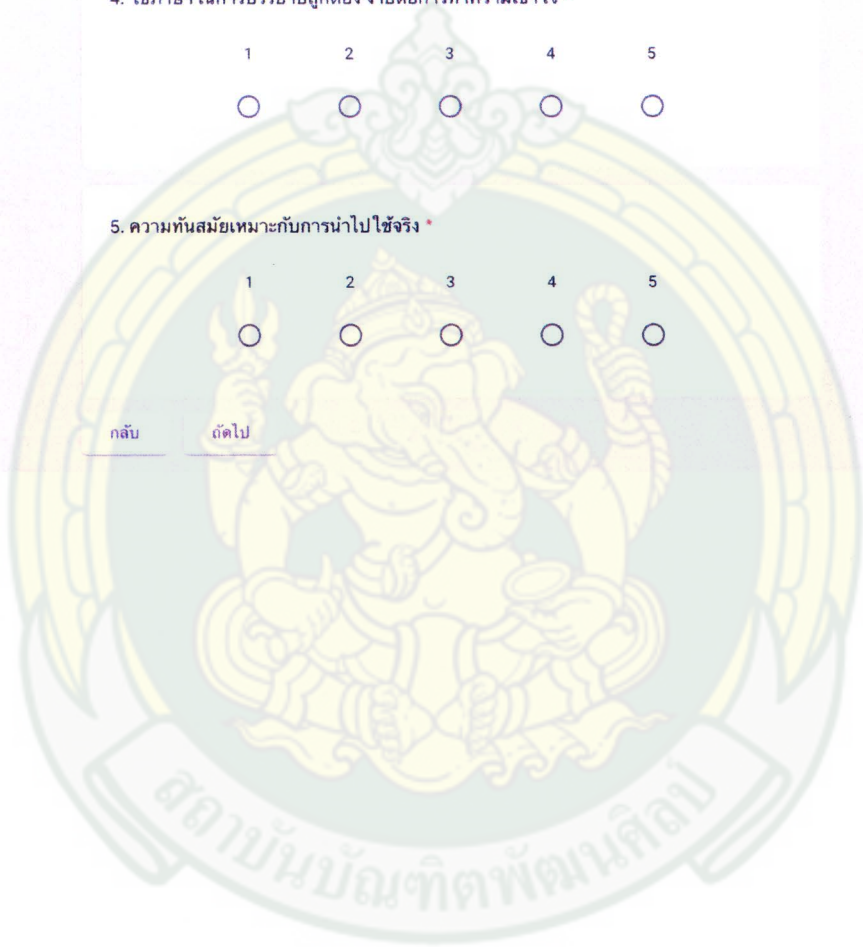 1 2 3 4 5
5. ความทันสมัยเหมาะกับการนำไปใช้จริง *
1 2 3 4 5
กลับ ถัดไป
สถาบันบัณฑิตพัฒนศิลป์